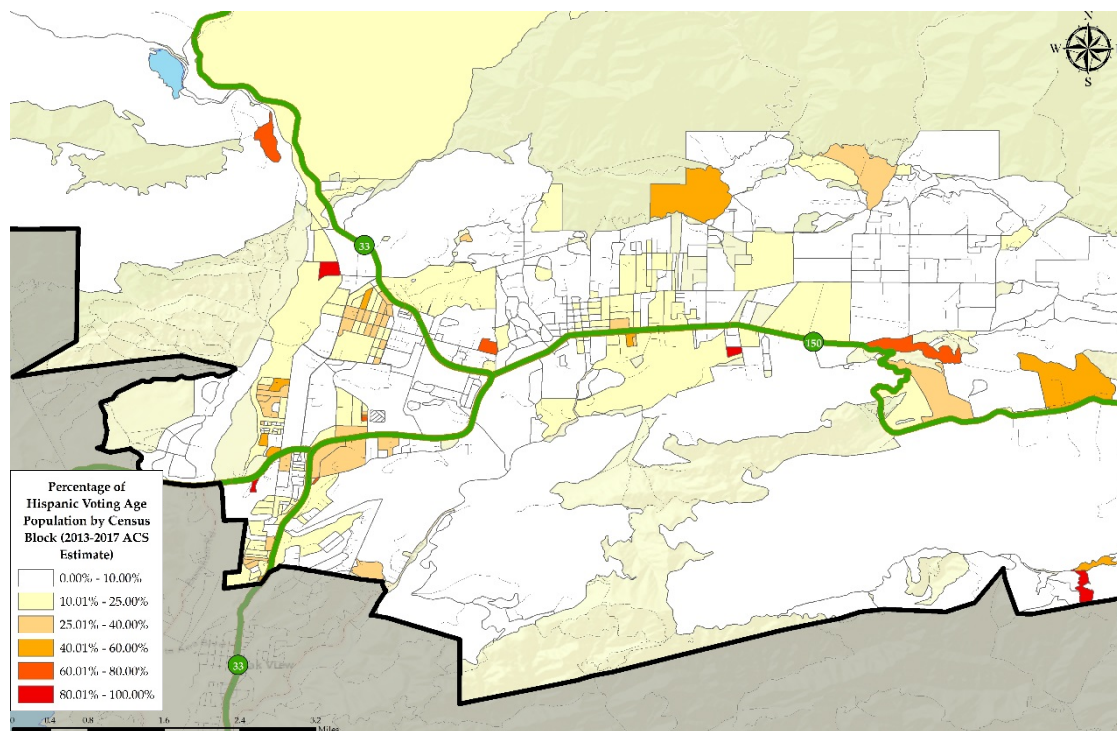 N
W
S
33
150
Percentage of
Hispanic Voting Age
Population by Census
Block (2013-2017 ACS
Estimate)
0.00% - 10.00%
10.01% - 25.00%
25.01% - 40.00%
40.01% - 60.00%
60.01% - 80.00%
80.01% - 100.00%
33
View
0 0.4 0.8 1.6 2.4 3.2
Miles